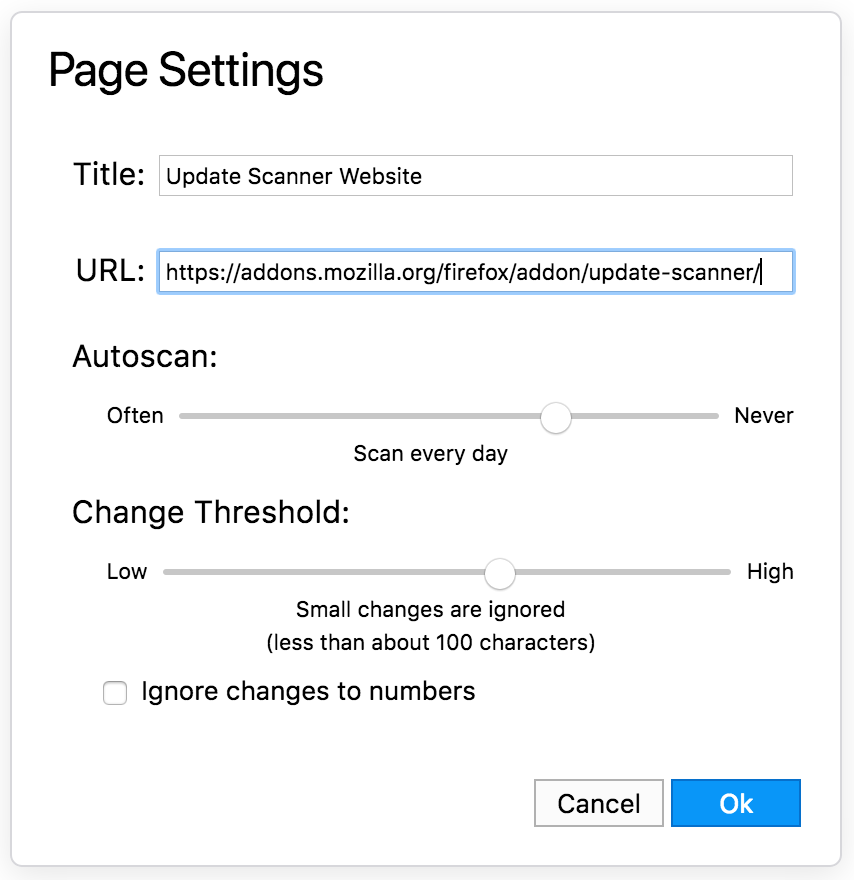 Page Settings
Title: Update Scanner Website
URL: https://addons.mozilla.org/firefox/addon/update-scanner/
Autoscan:
Often Never
Scan every day
Change Threshold:
Low High
Small changes are ignored
(less than about 100 characters)
Ignore changes to numbers
Cancel Ok